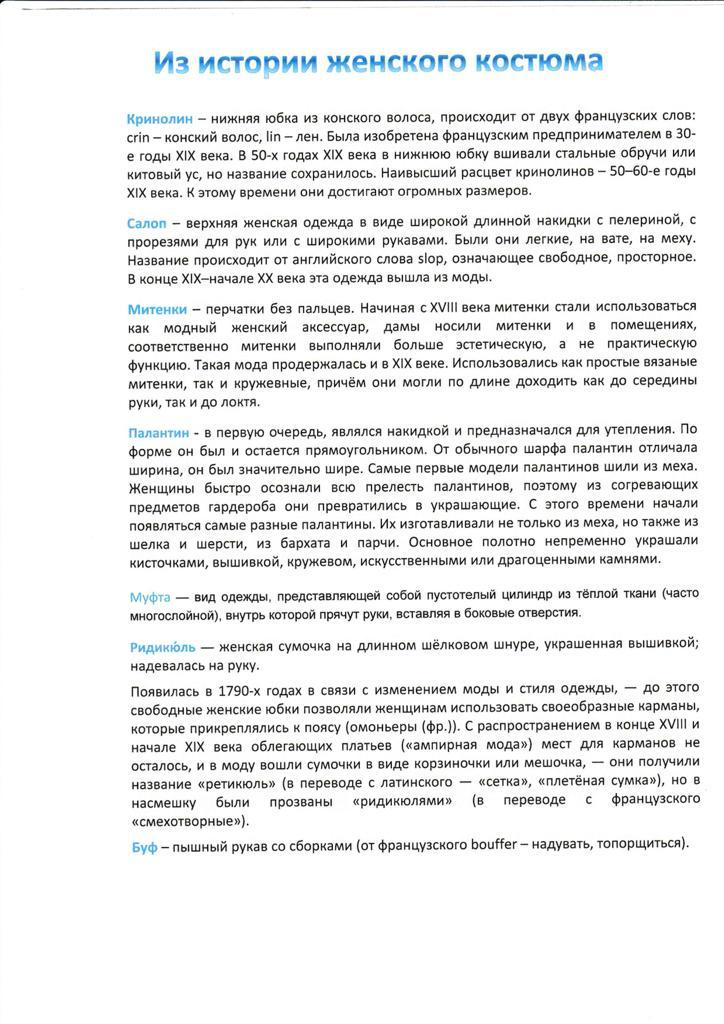 Из истории женского костюма
Кринолин – нижняя юбка из конского волоса, происходит от двух французских слов:
crin – конский волос, lin – лен. Была изобретена французским предпринимателем в 30-
е годы XIX века. В 50-х годах XIX века в нижнюю юбку вшивали стальные обручи или
китовый ус, но название сохранилось. Наивысший расцвет кринолинов – 50–60-е годы
XIX века. К этому времени они достигают огромных размеров.
Салоп – верхняя женская одежда в виде широкой длинной накидки с пелериной, с
прорезями для рук или с широкими рукавами. Были они легкие, на вате, на меху.
Название происходит от английского слова slop, означающее свободное, просторное.
В конце XIX–начале XX века эта одежда вышла из моды.
Митенки – перчатки без пальцев. Начиная с XVIII века митенки стали использоваться
как модный женский аксессуар, дамы носили митенки и в помещениях,
соответственно митенки выполняли больше эстетическую, а не практическую
функцию. Такая мода продержалась и в XIX веке. Использовались как простые вязаные
митенки, так и кружевные, причём они могли по длине доходить как до середины
руки, так и до локтя.
Палантин - в первую очередь, являлся накидкой и предназначался для утепления. По
форме он был и остается прямоугольником. От обычного шарфа палантин отличала
ширина, он был значительно шире. Самые первые модели палантинов шили из меха.
Женщины быстро осознали всю прелесть палантинов, поэтому из согревающих
предметов гардероба они превратились в украшающие. С этого времени начали
появляться самые разные палантины. Их изготавливали не только из меха, но также из
шелка и шерсти, из бархата и парчи. Основное полотно непременно украшали
кисточками, вышивкой, кружевом, искусственными или драгоценными камнями.
Муфта — вид одежды, представляющей собой пустотелый цилиндр из тёплой ткани (часто
многослойной), внутрь которой прячут руки, вставляя в боковые отверстия.
Ридикю́ль — женская сумочка на длинном шёлковом шнуре, украшенная вышивкой;
надевалась на руку.
Появилась в 1790-х годах в связи с изменением моды и стиля одежды, — до этого
свободные женские юбки позволяли женщинам использовать своеобразные карманы,
которые прикреплялись к поясу (омоньеры (фр.)). С распространением в конце XVIII и
начале XIX века облегающих платьев («ампирная мода») мест для карманов не
осталось, и в моду вошли сумочки в виде корзиночки или мешочка, — они получили
название «ретикюль» (в переводе с латинского — «сетка», «плетёная сумка»), но в
насмешку были прозваны «ридикюлями» (в переводе с французского
«смехотворные»).
Буф – пышный рукав со сборками (от французского bouffer – надувать, топорщиться).